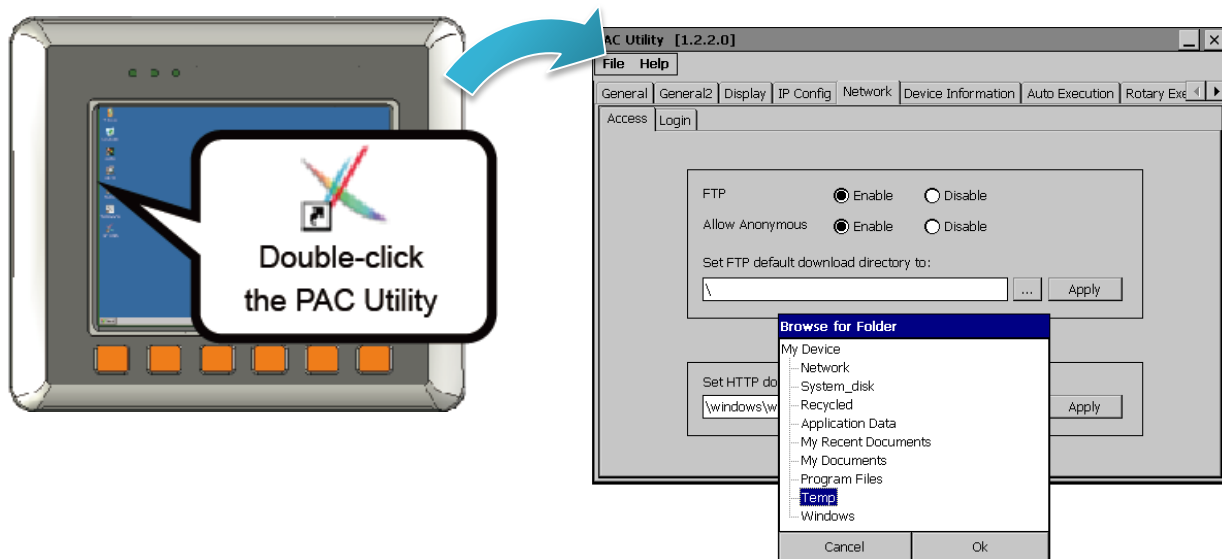 Double-click
the PAC Utility
AC Utility [1.2.2.0]
File Help
General General2 Display IP Config Network Device Information Auto Execution Rotary Exe
Access Login
FTP Enable Disable
Allow Anonymous Enable Disable
Set FTP default download directory to:
\ ... Apply
Set HTTP do
\windows\w Apply
Browse for Folder
My Device
Network
System_disk
Recycled
Application Data
My Recent Documents
My Documents
Program Files
Temp
Windows
Cancel Ok